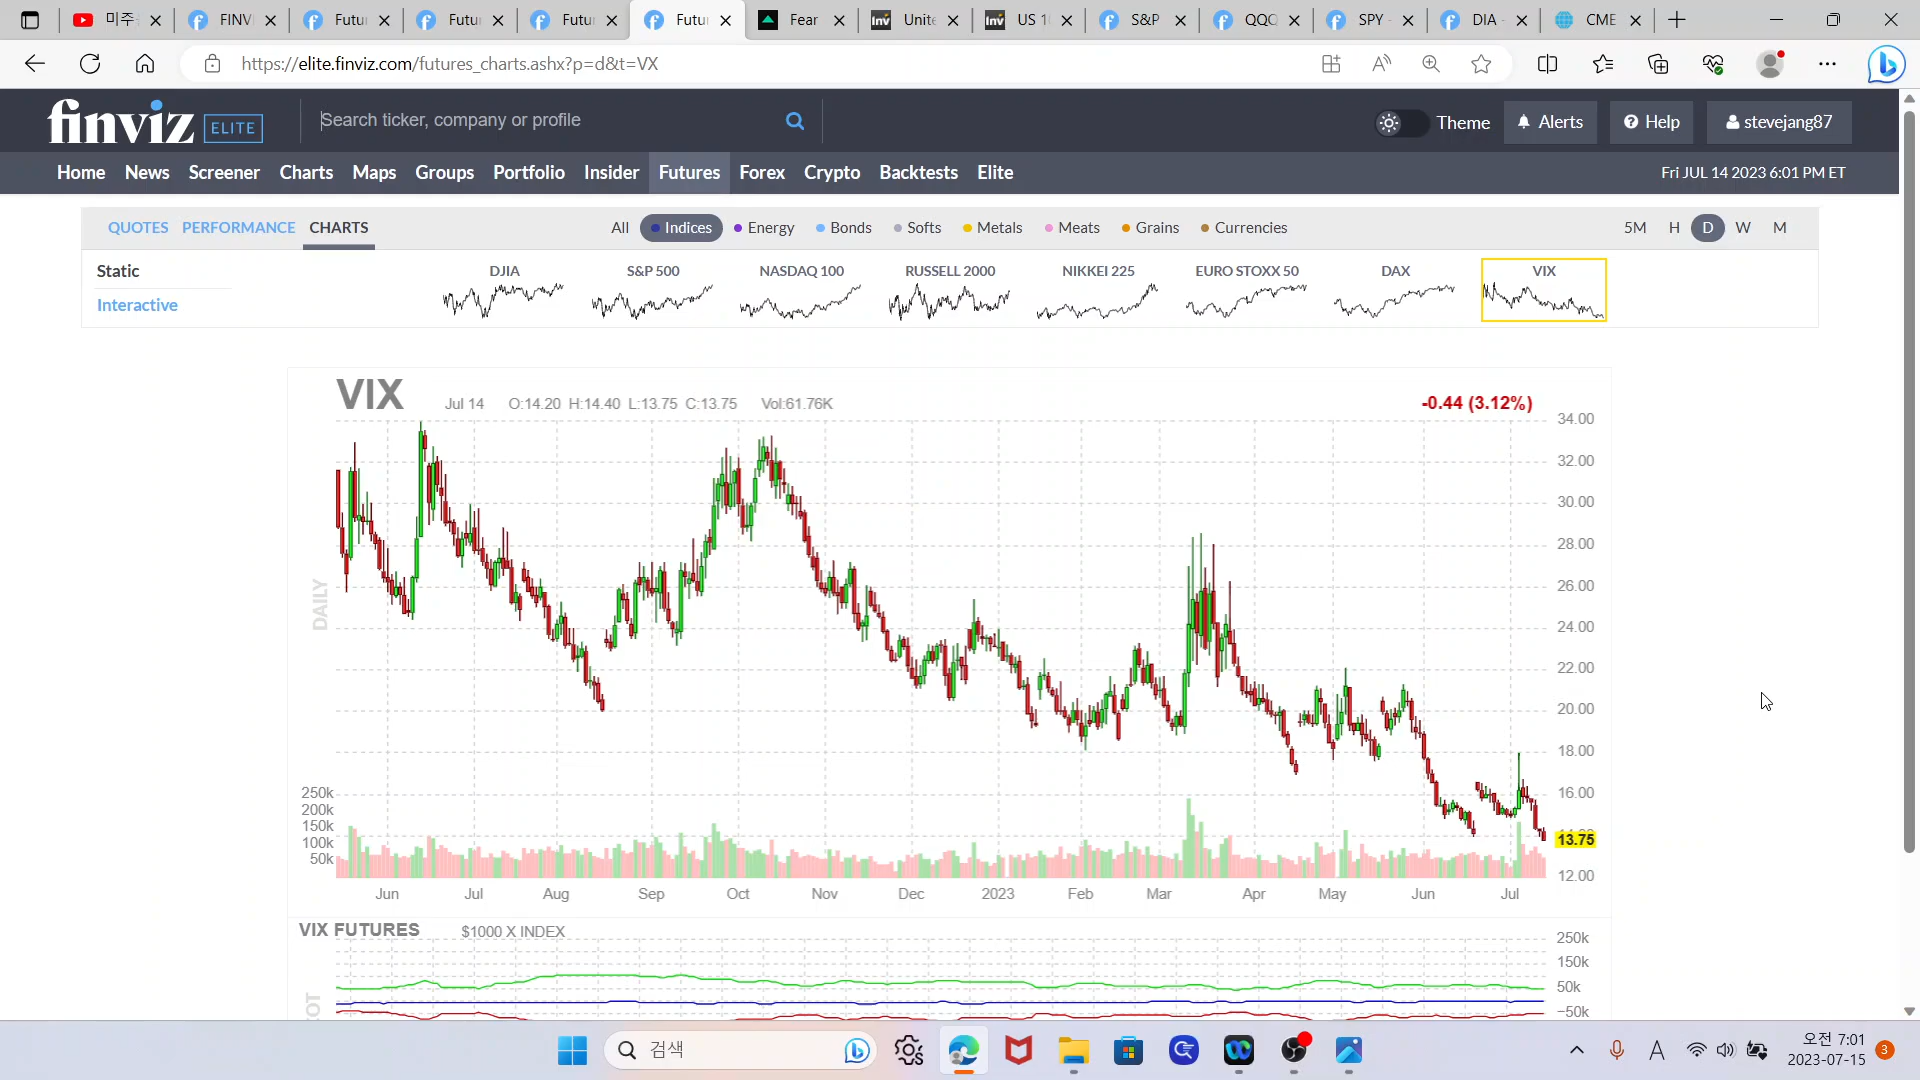 미주
FINV
Futu
Futu
Futu
Futu
Fear
Inv Unite
Inv US 1
S&P
QQQ
SPY -
DIA -
CME
https://elite.finviz.com/futures_charts.ashx?p=d&t=VX
finviz ELITE
Search ticker, company or profile
Theme
Alerts
Help
stevejang87
Home News Screener Charts Maps Groups Portfolio Insider Futures Forex Crypto Backtests Elite
Fri JUL 14 2023 6:01 PM ET
QUOTES PERFORMANCE CHARTS
All Indices Energy Bonds Softs Metals Meats Grains Currencies
5M H D W M
Static
Interactive
DJIA S&P 500 NASDAQ 100 RUSSELL 2000 NIKKEI 225 EURO STOXX 50 DAX VIX
VIX Jul 14 O:14.20 H:14.40 L:13.75 C:13.75 Vol:61.76K
-0.44 (3.12%)
34.00
32.00
30.00
28.00
26.00
DAILY
24.00
22.00
20.00
18.00
250k 16.00
200k
150k
100k 13.75
50k
12.00
Jun Jul Aug Sep Oct Nov Dec 2023 Feb Mar Apr May Jun Jul
VIX FUTURES $1000 X INDEX
250k
150k
50k
-50k
검색
오전 7:01
2023-07-15
3